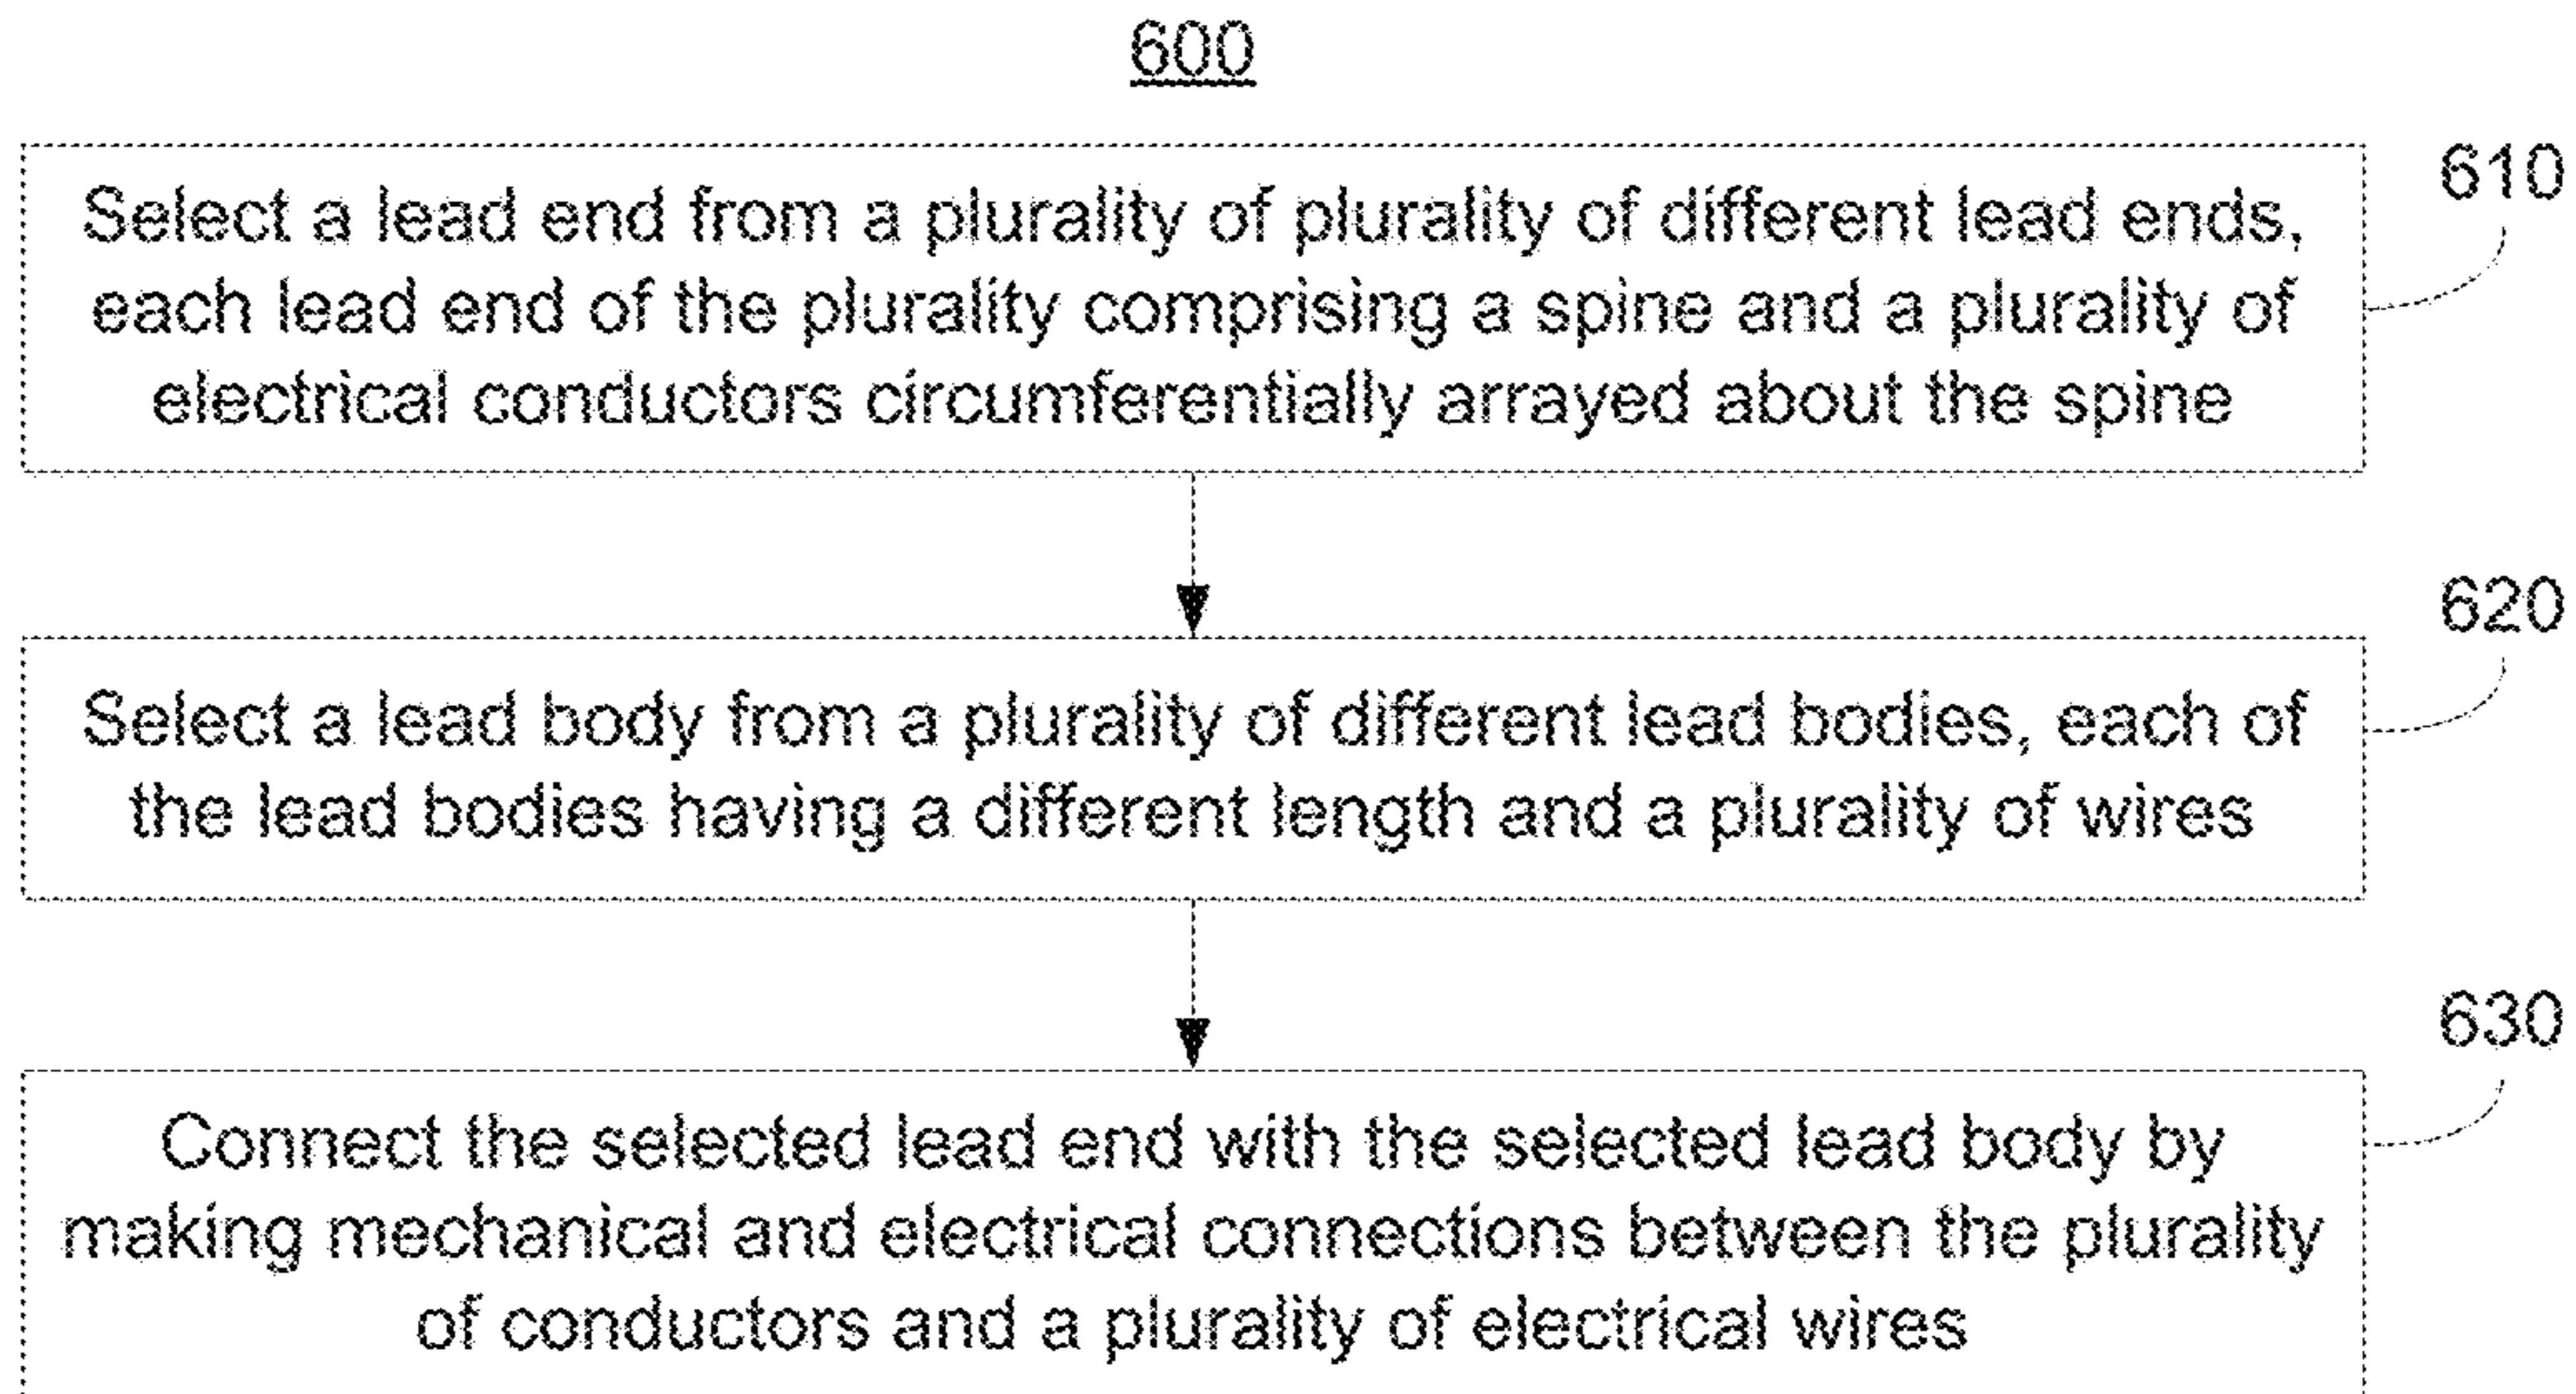 600
610
Select a lead end from a plurality of plurality of different lead ends,
each lead end of the plurality comprising a spine and a plurality of
electrical conductors circumferentially arrayed about the spine
620
Select a lead body from a plurality of different lead bodies, each of
the lead bodies having a different length and a plurality of wires
630
Connect the selected lead end with the selected lead body by
making mechanical and electrical connections between the plurality
of conductors and a plurality of electrical wires